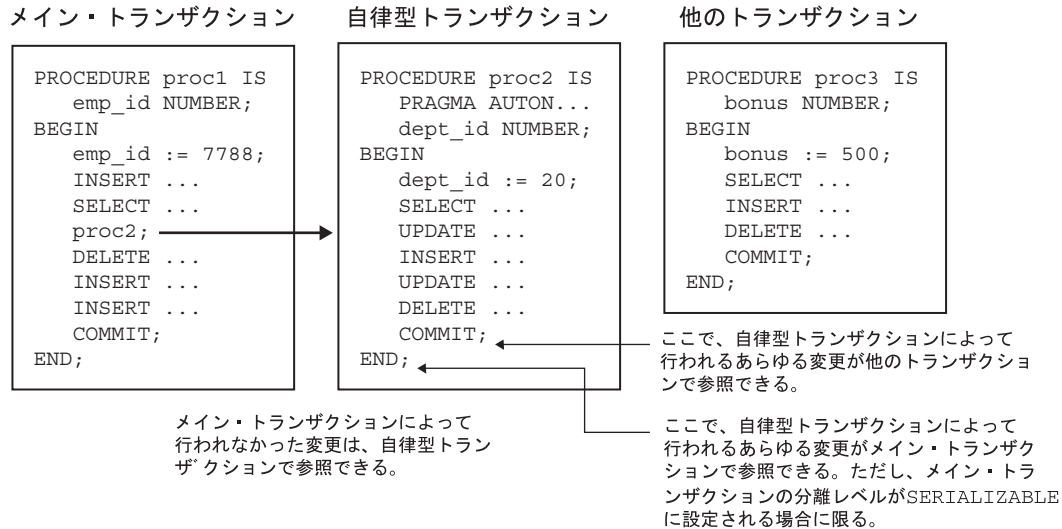 メイン・トランザクション
PROCEDURE proc1 IS
emp_id NUMBER;
BEGIN
emp_id := 7788;
INSERT ...
SELECT ...
proc2;
DELETE ...
INSERT ...
INSERT ...
COMMIT;
END;
自律型トランザクション
PROCEDURE proc2 IS
PRAGMA AUTON...
dept_id NUMBER;
BEGIN
dept_id := 20;
SELECT ...
UPDATE ...
INSERT ...
UPDATE ...
DELETE ...
COMMIT;
END;
他のトランザクション
PROCEDURE proc3 IS
bonus NUMBER;
BEGIN
bonus := 500;
SELECT ...
INSERT ...
DELETE ...
COMMIT;
END;
ここで、自律型トランザクションによって
行われるあらゆる変更が他のトランザクショ
ンで参照できる。
メイン・トランザクションによって
行われなかった変更は、自律型トラン
ザクションで参照できる。
ここで、自律型トランザクションによって
行われるあらゆる変更がメイン・トランザク
ションで参照できる。ただし、メイン・トラ
ンザクションの分離レベルがSERIALIZABLE
に設定される場合に限る。